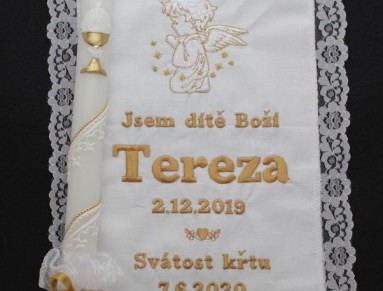 Jsem dítě Boží
Tereza
2.12.2019
Svátost křtu
7.6.2020